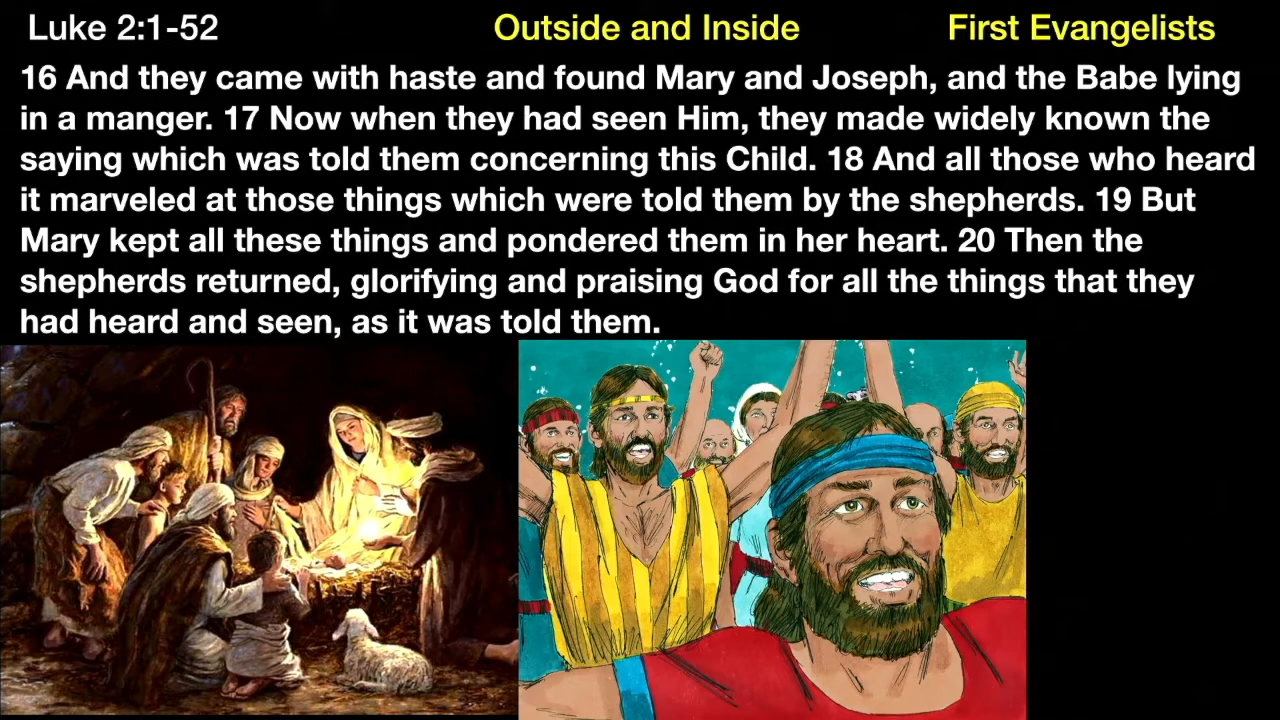 Luke 2:1-52 Outside and Inside First Evangelists
16 And they came with haste and found Mary and Joseph, and the Babe lying
in a manger. 17 Now when they had seen Him, they made widely known the
saying which was told them concerning this Child. 18 And all those who heard
it marveled at those things which were told them by the shepherds. 19 But
Mary kept all these things and pondered them in her heart. 20 Then the
shepherds returned, glorifying and praising God for all the things that they
had heard and seen, as it was told them.